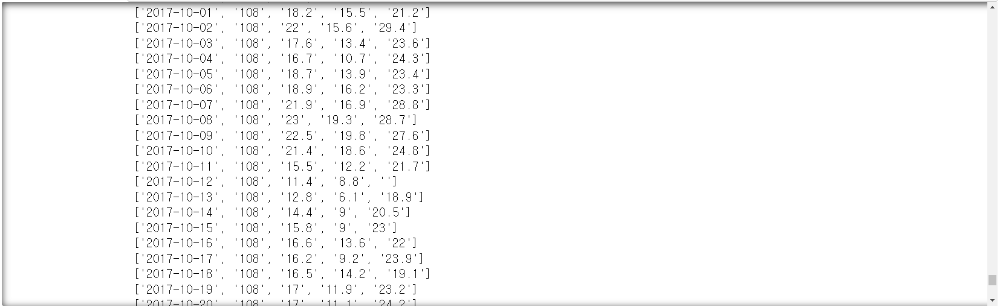 ['2017-10-01', '108', '18.2', '15.5', '21.2']
['2017-10-02', '108', '22', '15.6', '29.4']
['2017-10-03', '108', '17.6', '13.4', '23.6']
['2017-10-04', '108', '16.7', '10.7', '24.3']
['2017-10-05', '108', '18.7', '13.9', '23.4']
['2017-10-06', '108', '18.9', '16.2', '23.3']
['2017-10-07', '108', '21.9', '16.9', '28.8']
['2017-10-08', '108', '23', '19.3', '28.7']
['2017-10-09', '108', '22.5', '19.8', '27.6']
['2017-10-10', '108', '21.4', '18.6', '24.8']
['2017-10-11', '108', '15.5', '12.2', '21.7']
['2017-10-12', '108', '11.4', '8.8', '']
['2017-10-13', '108', '12.8', '6.1', '18.9']
['2017-10-14', '108', '14.4', '9', '20.5']
['2017-10-15', '108', '15.8', '9', '23']
['2017-10-16', '108', '16.6', '13.6', '22']
['2017-10-17', '108', '16.2', '9.2', '23.9']
['2017-10-18', '108', '16.5', '14.2', '19.1']
['2017-10-19', '108', '17', '11.9', '23.2']
['2017-10-20', '108', '17', '11.1', '24.2']